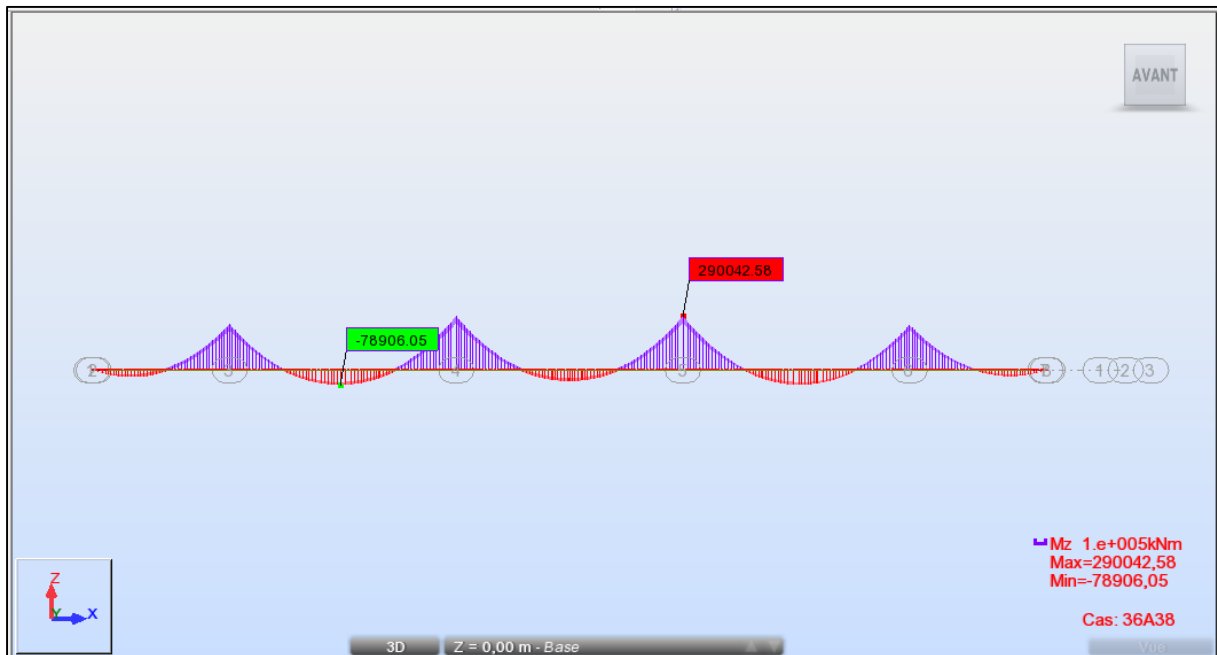 AVANT
290042.58
-78906.05
2 3 4 5 6 1 2 3
Mz 1.e+005kNm
Max=290042,58
Min=-78906,05
Cas: 36A38
Z
Y X
3D Z = 0,00 m - Base
Vue